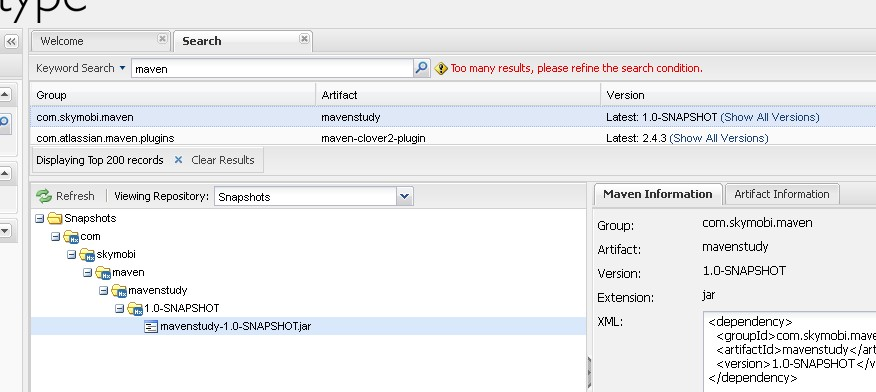 type
Welcome
Search
Keyword Search
maven
Too many results, please refine the search condition.
Group Artifact Version
com.skymobi.maven mavenstudy Latest: 1.0-SNAPSHOT (Show All Versions)
com.atlassian.maven.plugins maven-clover2-plugin Latest: 2.4.3 (Show All Versions)
Displaying Top 200 records Clear Results
Refresh Viewing Repository: Snapshots
Snapshots
com
skymobi
maven
mavenstudy
1.0-SNAPSHOT
mavenstudy-1.0-SNAPSHOT.jar
Maven Information Artifact Information
Group: com.skymobi.maven
Artifact: mavenstudy
Version: 1.0-SNAPSHOT
Extension: jar
XML: <dependency>
<groupId>com.skymobi.mave
<artifactId>mavenstudy</art
<version>1.0-SNAPSHOT</v
</dependency>